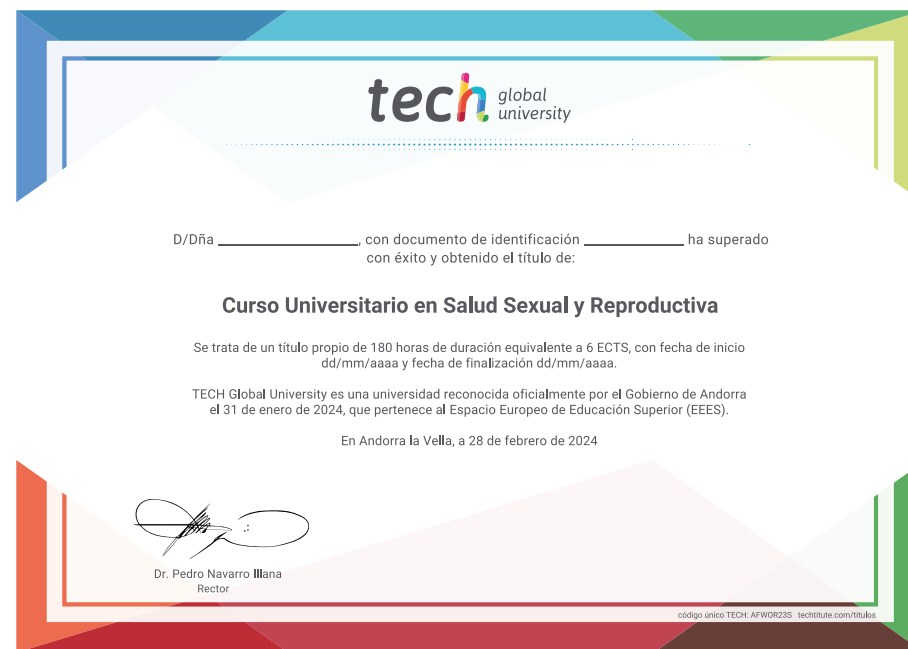 tech global university
D/Dña ____________________, con documento de identificación ______________ ha superado
con éxito y obtenido el título de:
Curso Universitario en Salud Sexual y Reproductiva
Se trata de un título propio de 180 horas de duración equivalente a 6 ECTS, con fecha de inicio
dd/mm/aaaa y fecha de finalización dd/mm/aaaa.
TECH Global University es una universidad reconocida oficialmente por el Gobierno de Andorra
el 31 de enero de 2024, que pertenece al Espacio Europeo de Educación Superior (EEES).
En Andorra la Vella, a 28 de febrero de 2024
Dr. Pedro Navarro Illana
Rector
código único TECH: AFWOR23S techtitute.com/titulos